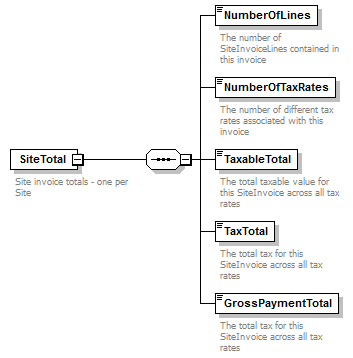 NumberOfLines
The number of
SiteInvoiceLines contained in
this invoice
NumberOfTaxRates
The number of different tax
rates associated with this
invoice
SiteTotal
Site invoice totals - one per
Site
TaxableTotal
The total taxable value for
this SiteInvoice across all tax
rates
TaxTotal
The total tax for this
SiteInvoice across all tax
rates
GrossPaymentTotal
The total tax for this
SiteInvoice across all tax
rates